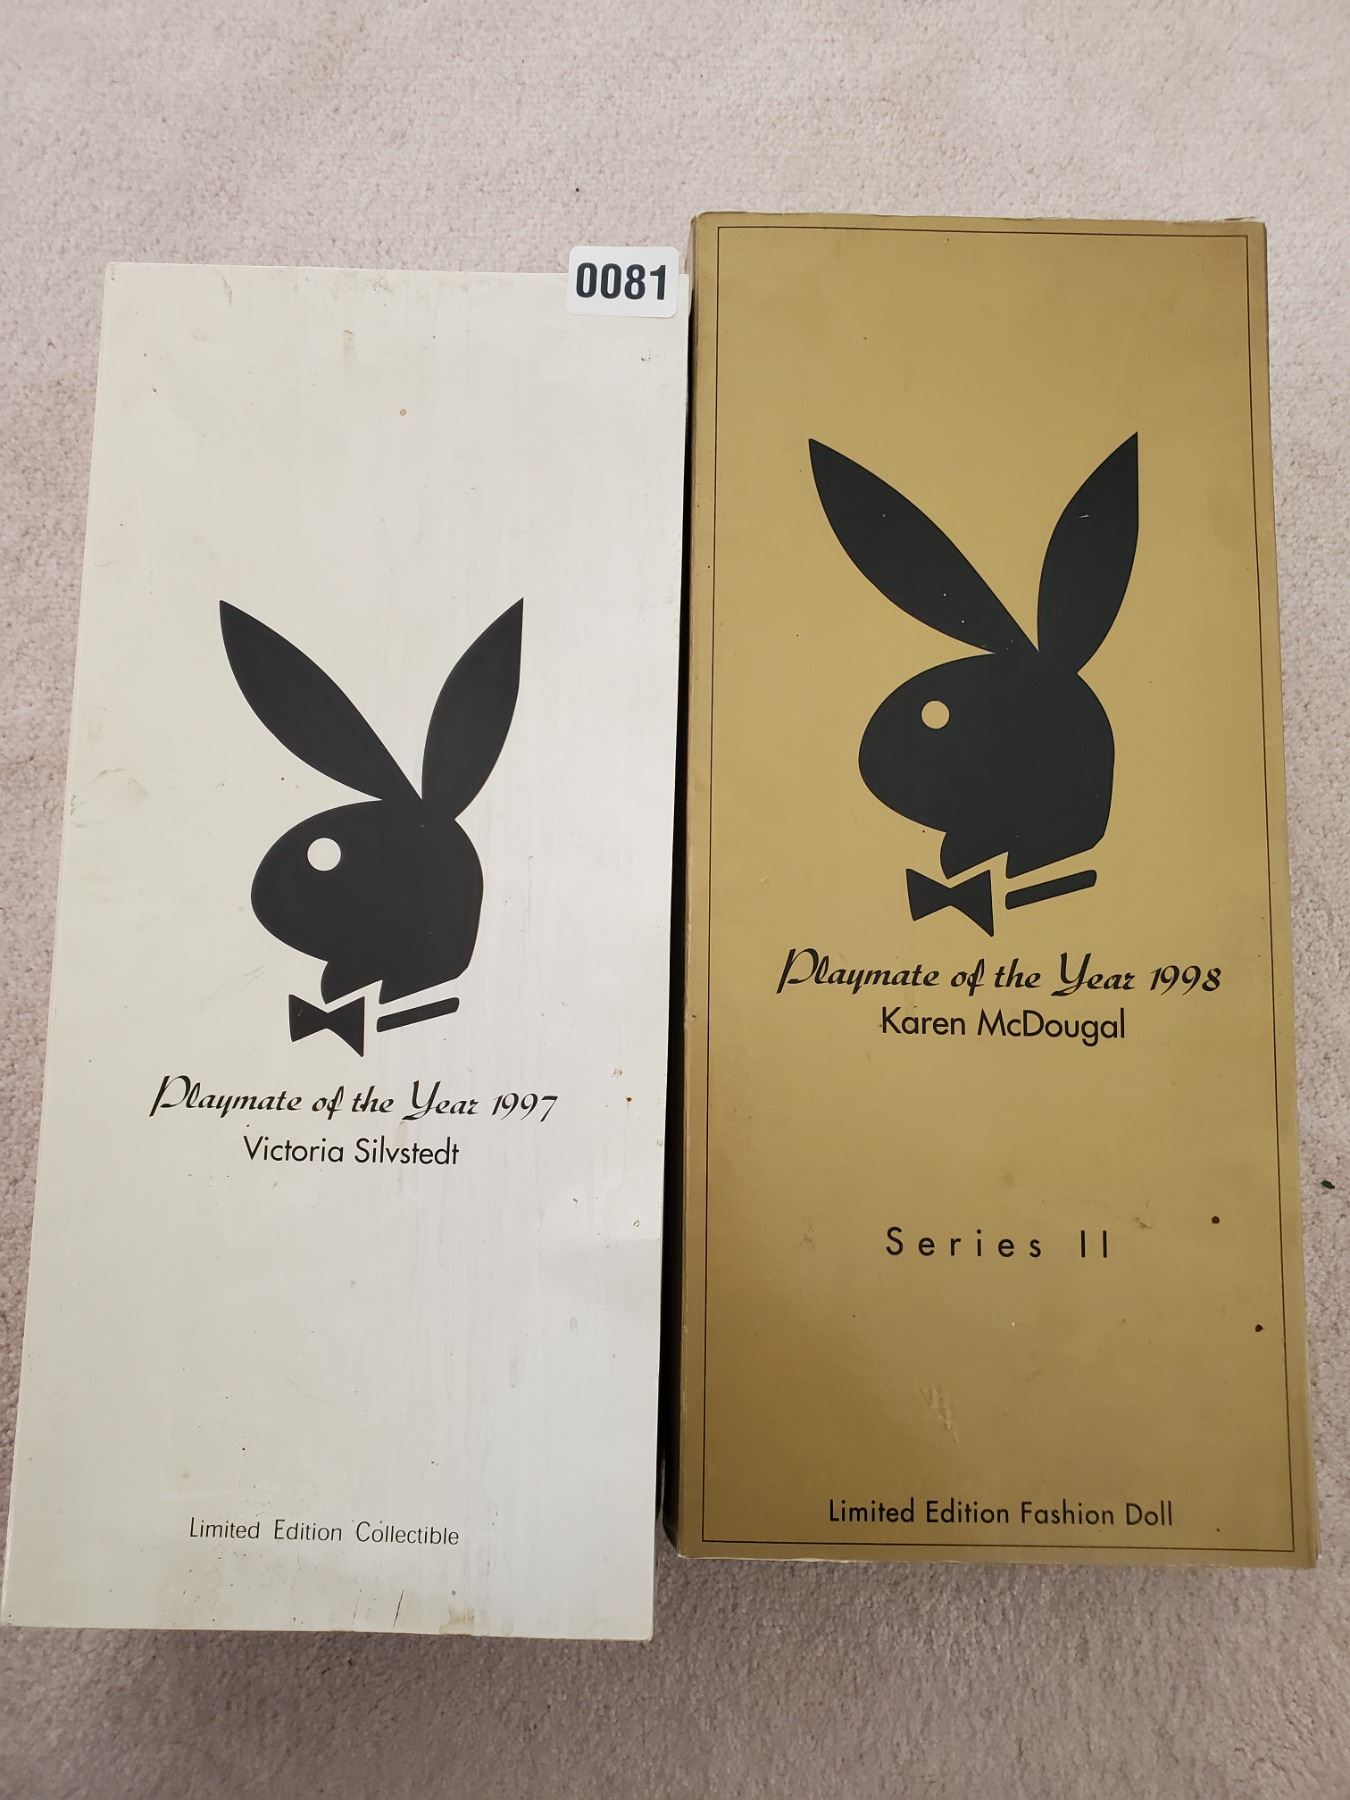 0081
Playmate of the Year 1997
Victoria Silvstedt
Limited Edition Collectible
Playmate of the Year 1998
Karen McDougal
Series II
Limited Edition Fashion Doll